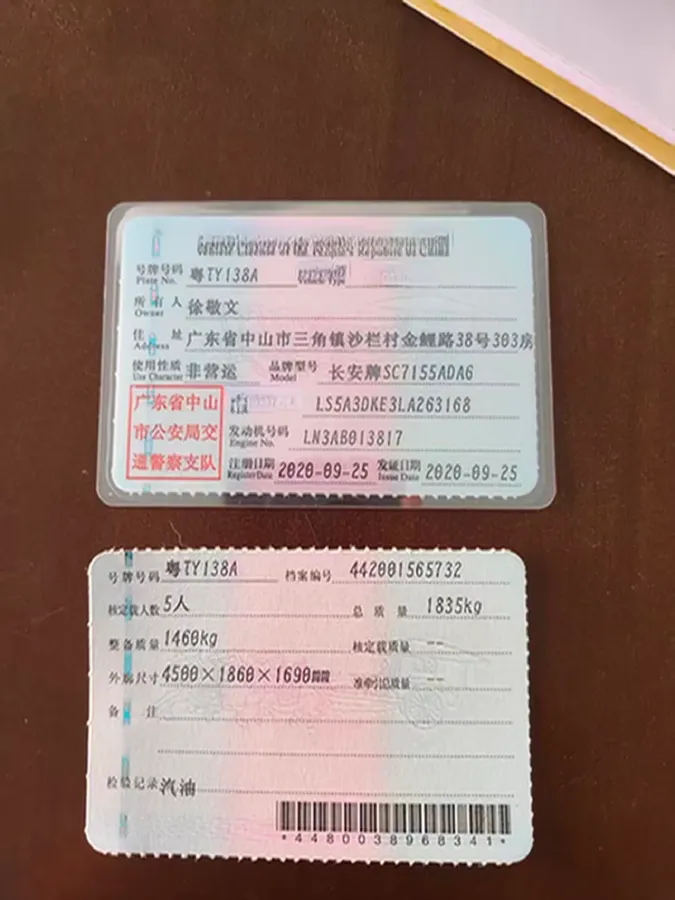 号牌号码 粤TY138A
Plate No. Vehicle Type
所有人 徐敬文
Owner
住 址 广东省中山市三角镇沙栏村金鲤路38号303房
Address
使用性质 非营运 品牌型号 长安牌SC7155ADA6
Use Character Model
广东省中山
市公安局交
通警察支队
LS5A3DKE3LA263168
发动机号码 LN3AB013817
Engine No.
注册日期 2020-09-25 发证日期 2020-09-25
Register Date Issue Date
号牌号码 粤TY138A 档案编号 442001565732
核定载人数 5人 总 质 量 1835kg
整备质量 1460kg 核定载质量 --
外廓尺寸 4500×1860×1690 --
备 注
检验记录 汽油
*4480038968341*